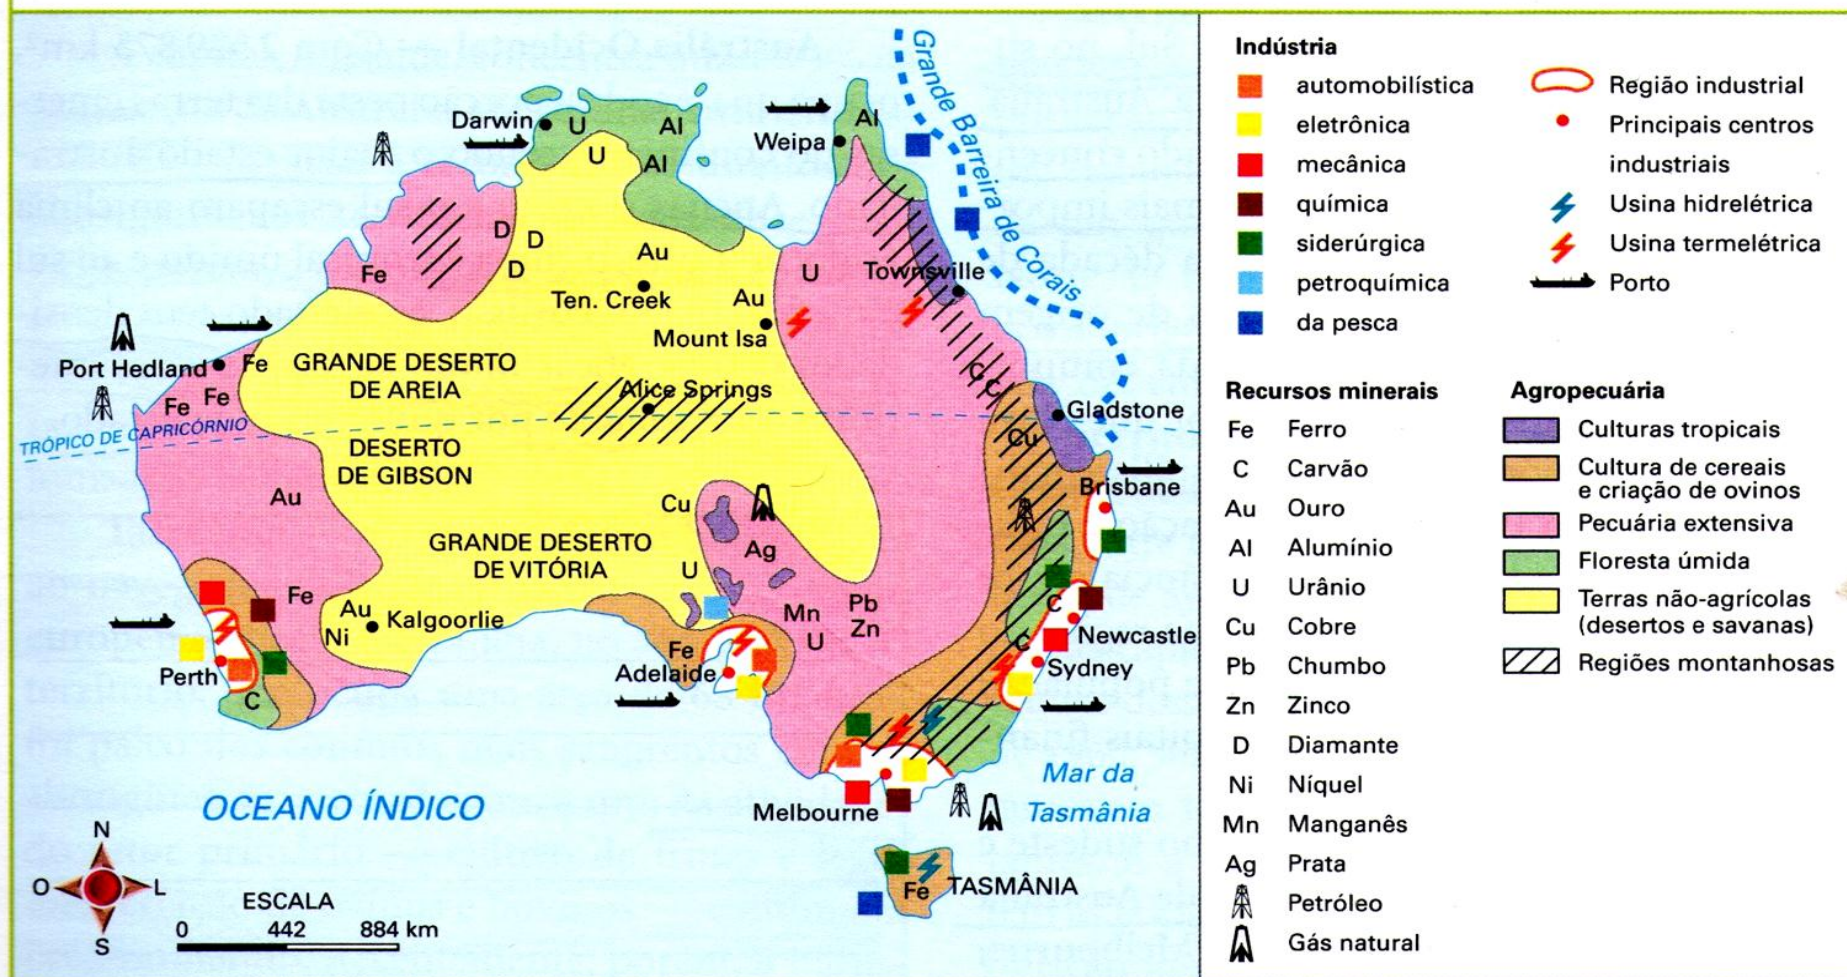 Grande Barreira de Corais
Darwin
U
Al
U
Al
Weipa
Al
D
D
D
Fe
Au
Ten. Creek
Au
Mount Isa
U
Townsville
Port Hedland
Fe
Fe
Fe
GRANDE DESERTO
DE AREIA
Alice Springs
C
C
Gladstone
TRÓPICO DE CAPRICÓRNIO
DESERTO
DE GIBSON
Cu
Brisbane
Au
Cu
GRANDE DESERTO
DE VITÓRIA
Ag
U
Fe
Au
Ni
Kalgoorlie
Mn
U
Pb
Zn
C
Newcastle
C
Sydney
Perth
C
Fe
Adelaide
Melbourne
Mar da
Tasmânia
OCEANO ÍNDICO
Fe
TASMÂNIA
N
O
L
S
ESCALA
0 442 884 km
Indústria
automobilística
eletrônica
mecânica
química
siderúrgica
petroquímica
da pesca
Região industrial
Principais centros
industriais
Usina hidrelétrica
Usina termelétrica
Porto
Recursos minerais
Fe Ferro
C Carvão
Au Ouro
Al Alumínio
U Urânio
Cu Cobre
Pb Chumbo
Zn Zinco
D Diamante
Ni Níquel
Mn Manganês
Ag Prata
Petróleo
Gás natural
Agropecuária
Culturas tropicais
Cultura de cereais
e criação de ovinos
Pecuária extensiva
Floresta úmida
Terras não-agrícolas
(desertos e savanas)
Regiões montanhosas